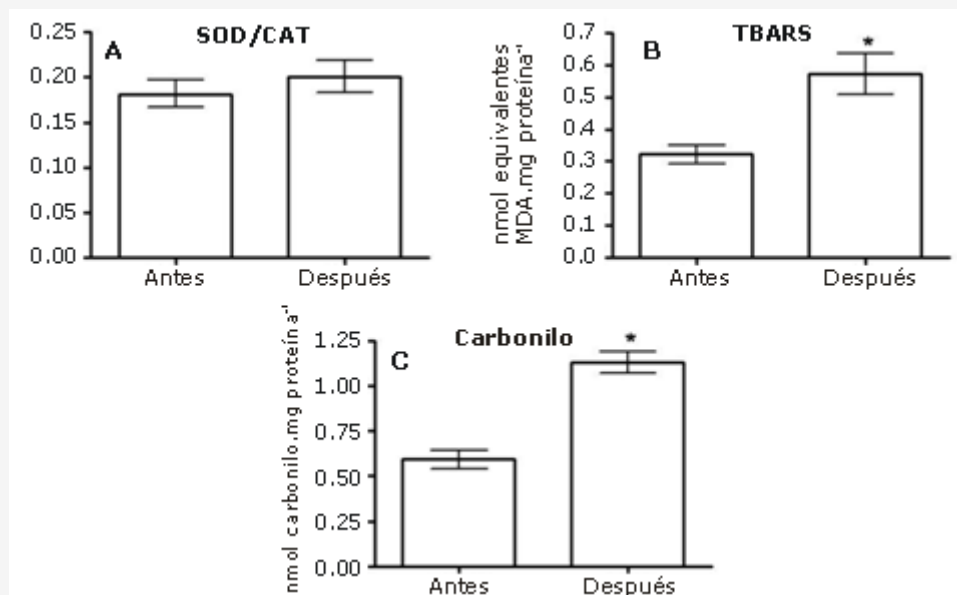 A
SOD/CAT
0.25
0.20
0.15
0.10
0.05
0.00
Antes
Después
B
TBARS
*
nmol equivalentes
MDA.mg proteína⁻¹
0.7
0.6
0.5
0.4
0.3
0.2
0.1
0.0
Antes
Después
C
Carbonilo
*
nmol carbonilo.mg proteína⁻¹
1.25
1.00
0.75
0.50
0.25
0.00
Antes
Después